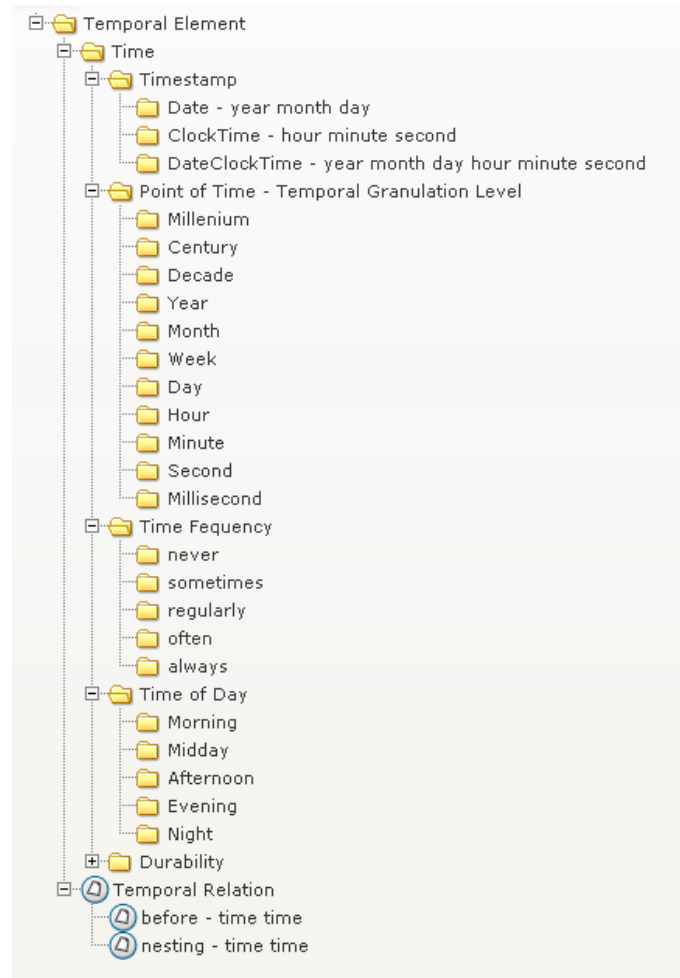 Temporal Element
Time
Timestamp
Date - year month day
ClockTime - hour minute second
DateClockTime - year month day hour minute second
Point of Time - Temporal Granulation Level
Millenium
Century
Decade
Year
Month
Week
Day
Hour
Minute
Second
Millisecond
Time Fequency
never
sometimes
regularly
often
always
Time of Day
Morning
Midday
Afternoon
Evening
Night
Durability
Temporal Relation
before - time time
nesting - time time